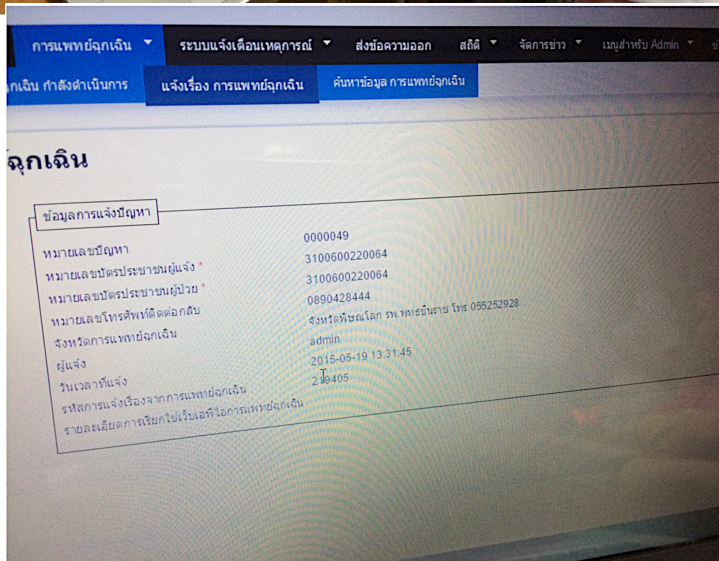 การแพทย์ฉุกเฉิน ระบบแจ้งเตือนเหตุการณ์ ส่งข้อความออก สถิติ จัดการข่าว เมนูสำหรับ Admin
ฉุกเฉิน กำลังดำเนินการ แจ้งเรื่อง การแพทย์ฉุกเฉิน ค้นหาข้อมูล การแพทย์ฉุกเฉิน
ฉุกเฉิน
ข้อมูลการแจ้งปัญหา
หมายเลขปัญหา 0000049
หมายเลขบัตรประชาชนผู้แจ้ง * 3100600220064
หมายเลขบัตรประชาชนผู้ป่วย * 3100600220064
หมายเลขโทรศัพท์ติดต่อกลับ 0890428444
จังหวัดการแพทย์ฉุกเฉิน จังหวัดพิษณุโลก รพ.พุทธชินราช โทร 055252928
ผู้แจ้ง admin
วันเวลาที่แจ้ง 2015-05-19 13:31:45
รหัสการแจ้งเรื่องจากการแพทย์ฉุกเฉิน 219405
รายละเอียดการเรียกใช้เว็บเอพีไอการแพทย์ฉุกเฉิน